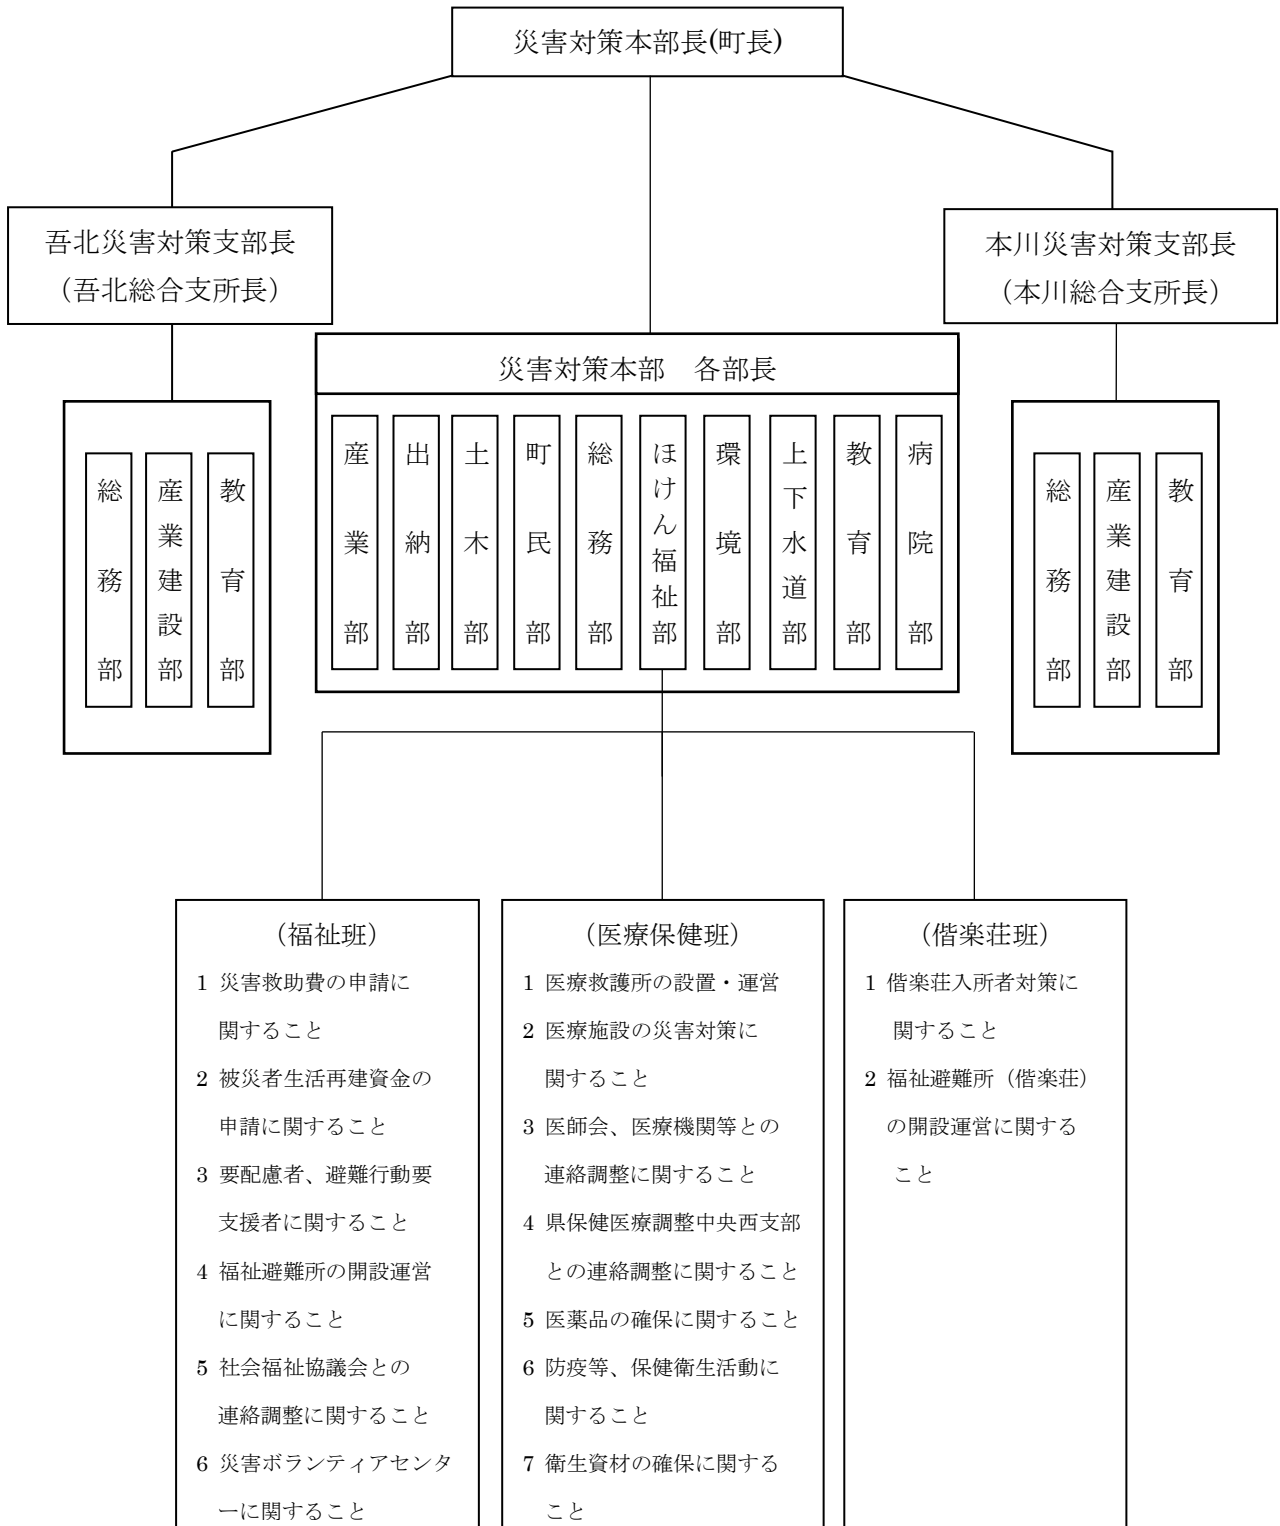 災害対策本部長(町長)
吾北災害対策支部長
（吾北総合支所長）
本川災害対策支部長
（本川総合支所長）
災害対策本部　各部長
総務部
産業建設部
教育部
産業部
出納部
土木部
町民部
総務部
ほけん福祉部
環境部
上下水道部
教育部
病院部
総務部
産業建設部
教育部
（福祉班）
1 災害救助費の申請に
関すること
2 被災者生活再建資金の
申請に関すること
3 要配慮者、避難行動要
支援者に関すること
4 福祉避難所の開設運営
に関すること
5 社会福祉協議会との
連絡調整に関すること
6 災害ボランティアセンタ
ーに関すること
（医療保健班）
1 医療救護所の設置・運営
2 医療施設の災害対策に
関すること
3 医師会、医療機関等との
連絡調整に関すること
4 県保健医療調整中央西支部
との連絡調整に関すること
5 医薬品の確保に関すること
6 防疫等、保健衛生活動に
関すること
7 衛生資材の確保に関する
こと
（偕楽荘班）
1 偕楽荘入所者対策に
関すること
2 福祉避難所（偕楽荘）
の開設運営に関する
こと